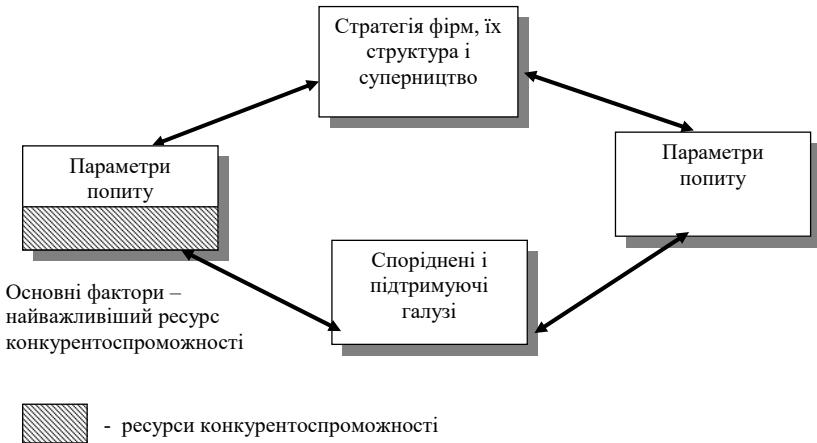 Стратегія фірм, їх
структура і
суперництво
Параметри
попиту
Параметри
попиту
Споріднені і
підтримуючі
галузі
Основні фактори –
найважливіший ресурс
конкурентоспроможності
- ресурси конкурентоспроможності